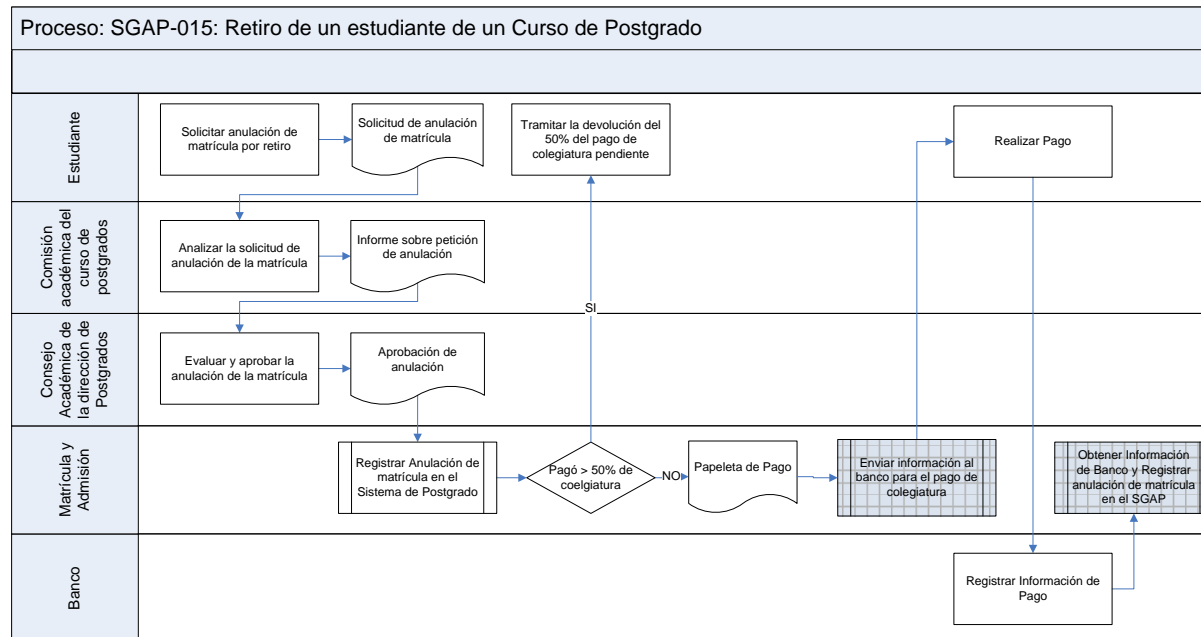 Proceso: SGAP-015: Retiro de un estudiante de un Curso de Postgrado
Estudiante
Solicitar anulación de
matrícula por retiro
Solicitud de anulación
de matrícula
Tramitar la devolución del
50% del pago de
colegiatura pendiente
Realizar Pago
Comisión
académica del
curso de
postgrados
Analizar la solicitud de
anulación de la matrícula
Informe sobre petición
de anulación
SI
Consejo
Académica de
la dirección de
Postgrados
Evaluar y aprobar la
anulación de la matrícula
Aprobación de
anulación
Matrícula y
Admisión
Registrar Anulación de
matrícula en el
Sistema de Postgrado
Pagó > 50% de
coelgiatura
NO
Papeleta de Pago
Enviar información al
banco para el pago de
colegiatura
Obtener Información
de Banco y Registrar
anulación de matrícula
en el SGAP
Banco
Registrar Información de
Pago